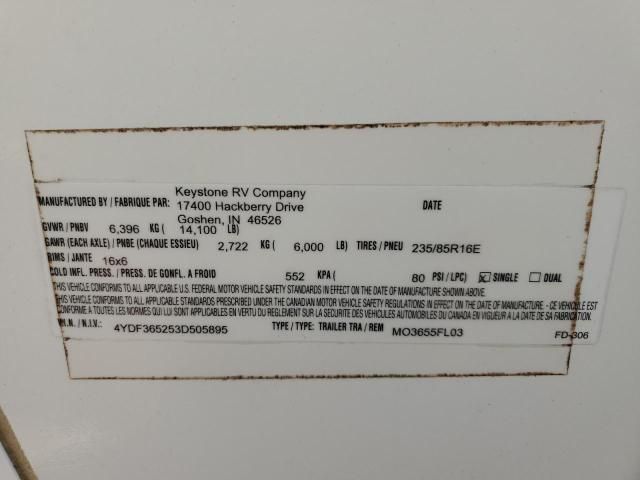 MANUFACTURED BY / FABRIQUE PAR: Keystone RV Company
17400 Hackberry Drive DATE
Goshen, IN 46526
GVWR / PNBV 6,396 KG ( 14,100 LB)
GAWR (EACH AXLE) / PNBE (CHAQUE ESSIEU) 2,722 KG ( 6,000 LB) TIRES / PNEU 235/85R16E
RIMS / JANTE 16x6
COLD INFL. PRESS. / PRESS. DE GONFL. A FROID 552 KPA ( 80 PSI / LPC) SINGLE DUAL
THIS VEHICLE CONFORMS TO ALL APPLICABLE U.S. FEDERAL MOTOR VEHICLE SAFETY STANDARDS IN EFFECT ON THE DATE OF MANUFACTURE SHOWN ABOVE.
THIS VEHICLE CONFORMS TO ALL APPLICABLE STANDARDS PRESCRIBED UNDER THE CANADIAN MOTOR VEHICLE SAFETY REGULATIONS IN EFFECT ON THE DATE OF MANUFACTURE - CE VEHICULE EST
CONFORME A TOUTES LES NORMES QUI LUI SONT APPLICABLES EN VERTU DU REGLEMENT SUR LA SECURITE DES VEHICULES AUTOMOBILES DU CANADA EN VIGUEUR A LA DATE DE SA FABRICATION.
V.I.N. / N.I.V.: 4YDF365253D505895 TYPE / TYPE: TRAILER TRA / REM MO3655FL03 FD-306